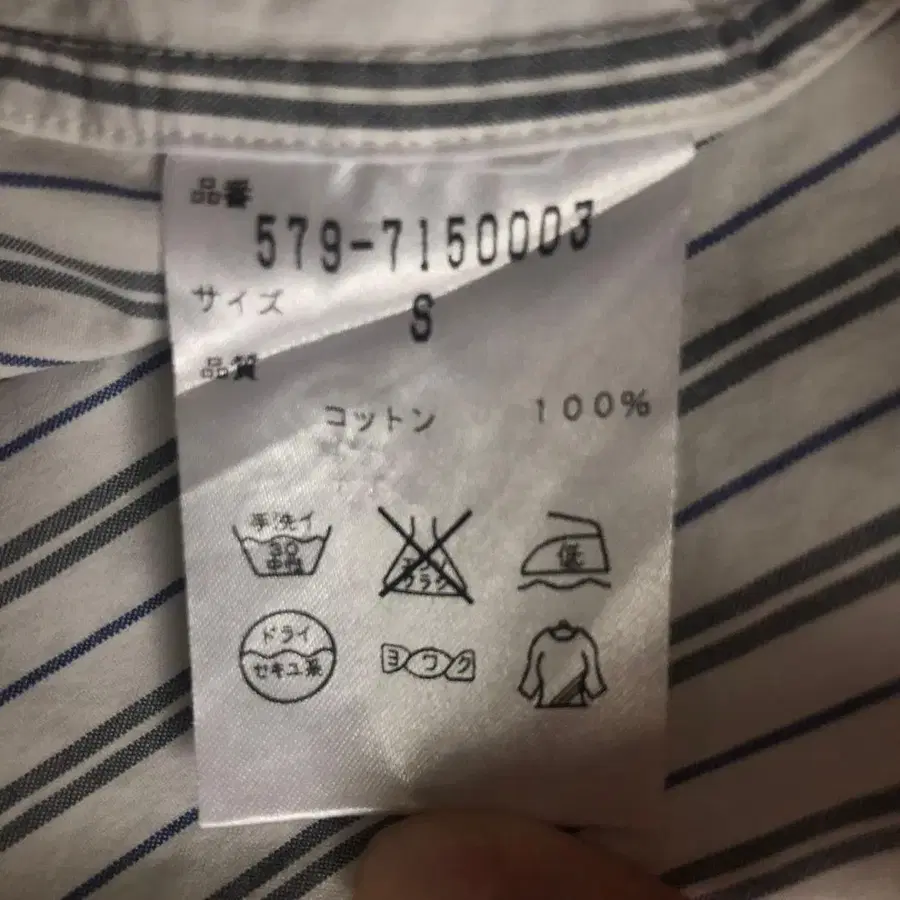 品番
579-7150003
サイズ
S
品質
コットン 100%
手洗イ
30
中性
エンソ
サラシ
低
ドライ
セキユ系
ヨワク